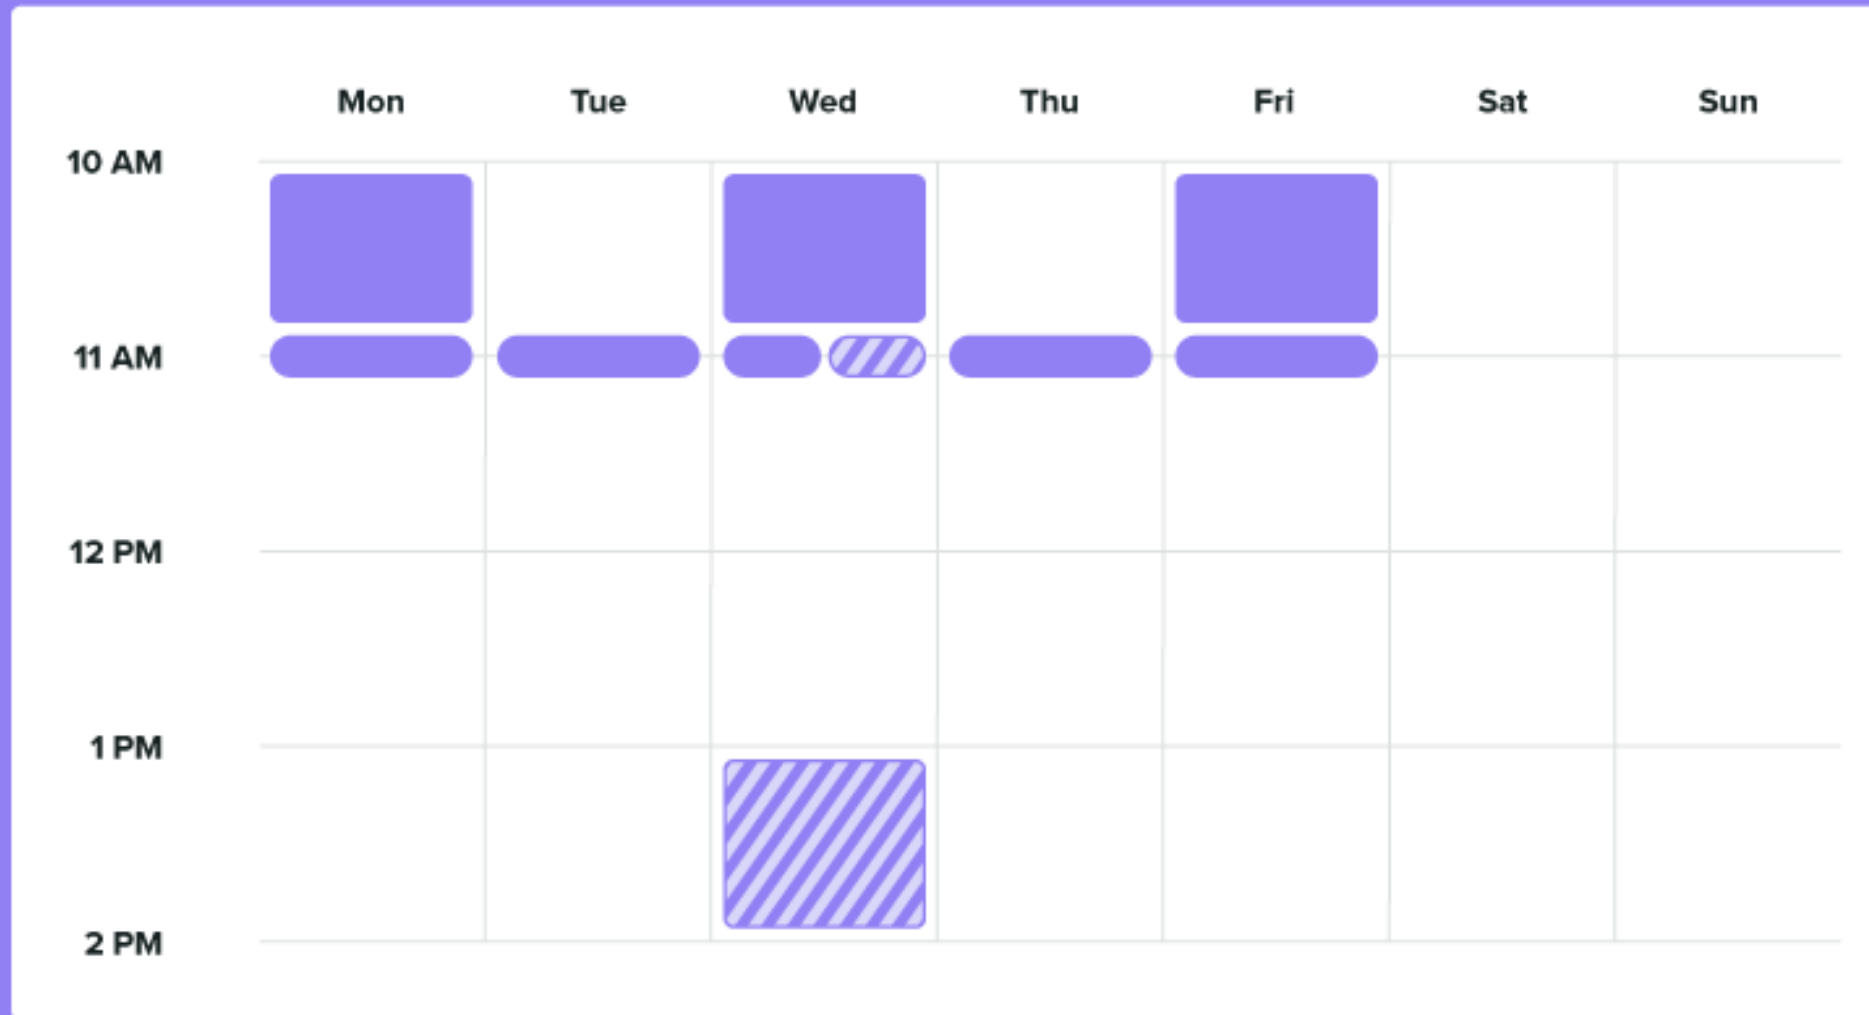 Mon Tue Wed Thu Fri Sat Sun
10 AM
11 AM
12 PM
1 PM
2 PM